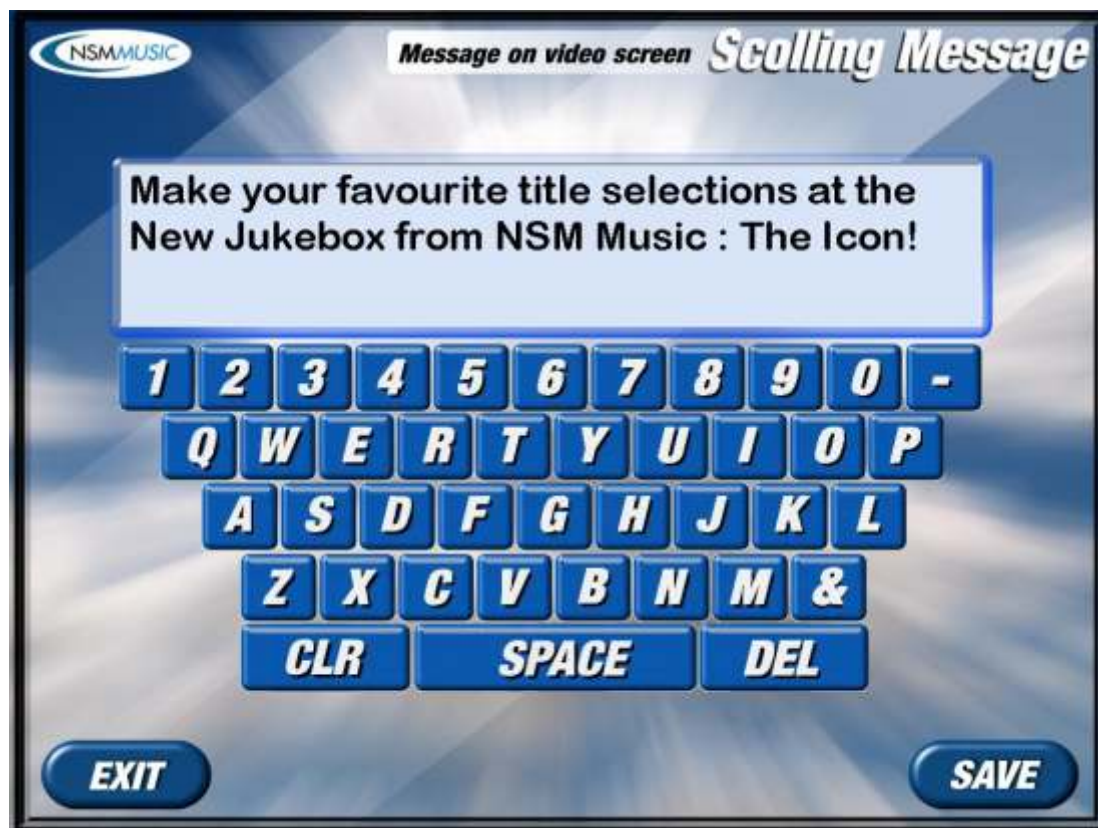 NSMMUSIC
Message on video screen Scolling Message
Make your favourite title selections at the
New Jukebox from NSM Music : The Icon!
1 2 3 4 5 6 7 8 9 0 -
Q W E R T Y U I O P
A S D F G H J K L
Z X C V B N M &
CLR SPACE DEL
EXIT SAVE